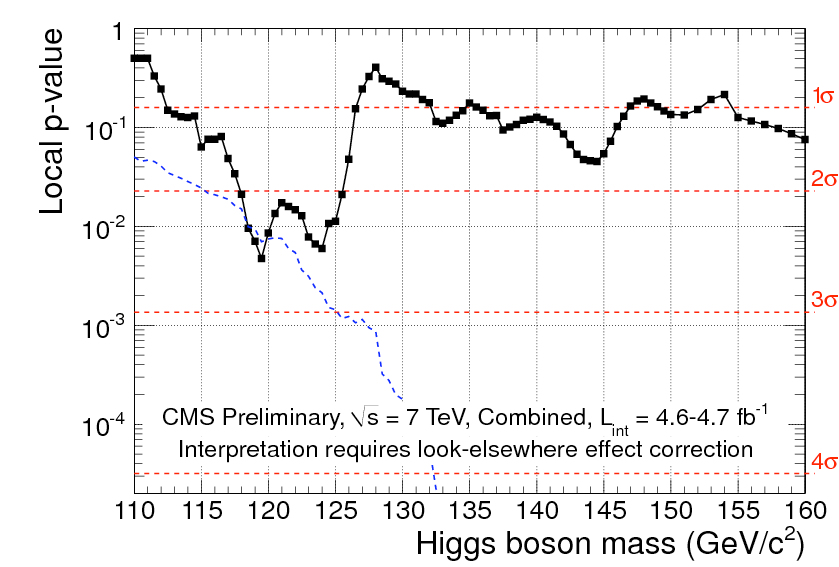 Local p-value
1
10⁻¹
10⁻²
10⁻³
10⁻⁴
1σ
2σ
3σ
4σ
CMS Preliminary, √s = 7 TeV, Combined, L_int = 4.6-4.7 fb⁻¹
Interpretation requires look-elsewhere effect correction
110 115 120 125 130 135 140 145 150 155 160
Higgs boson mass (GeV/c²)